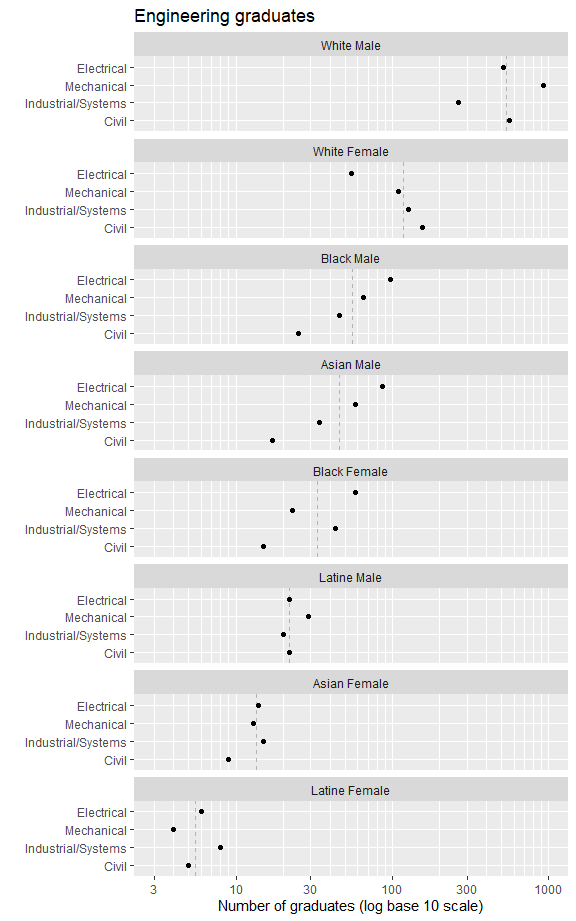 Engineering graduates
White Male
Electrical
Mechanical
Industrial/Systems
Civil
White Female
Electrical
Mechanical
Industrial/Systems
Civil
Black Male
Electrical
Mechanical
Industrial/Systems
Civil
Asian Male
Electrical
Mechanical
Industrial/Systems
Civil
Black Female
Electrical
Mechanical
Industrial/Systems
Civil
Latine Male
Electrical
Mechanical
Industrial/Systems
Civil
Asian Female
Electrical
Mechanical
Industrial/Systems
Civil
Latine Female
Electrical
Mechanical
Industrial/Systems
Civil
3 10 30 100 300 1000
Number of graduates (log base 10 scale)